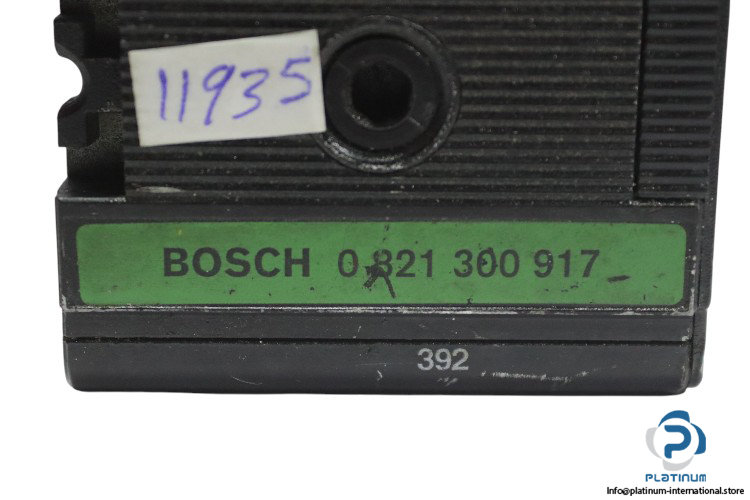 11935
BOSCH 0 821 300 917
392
PLATINUM
Info@platinum-international.store